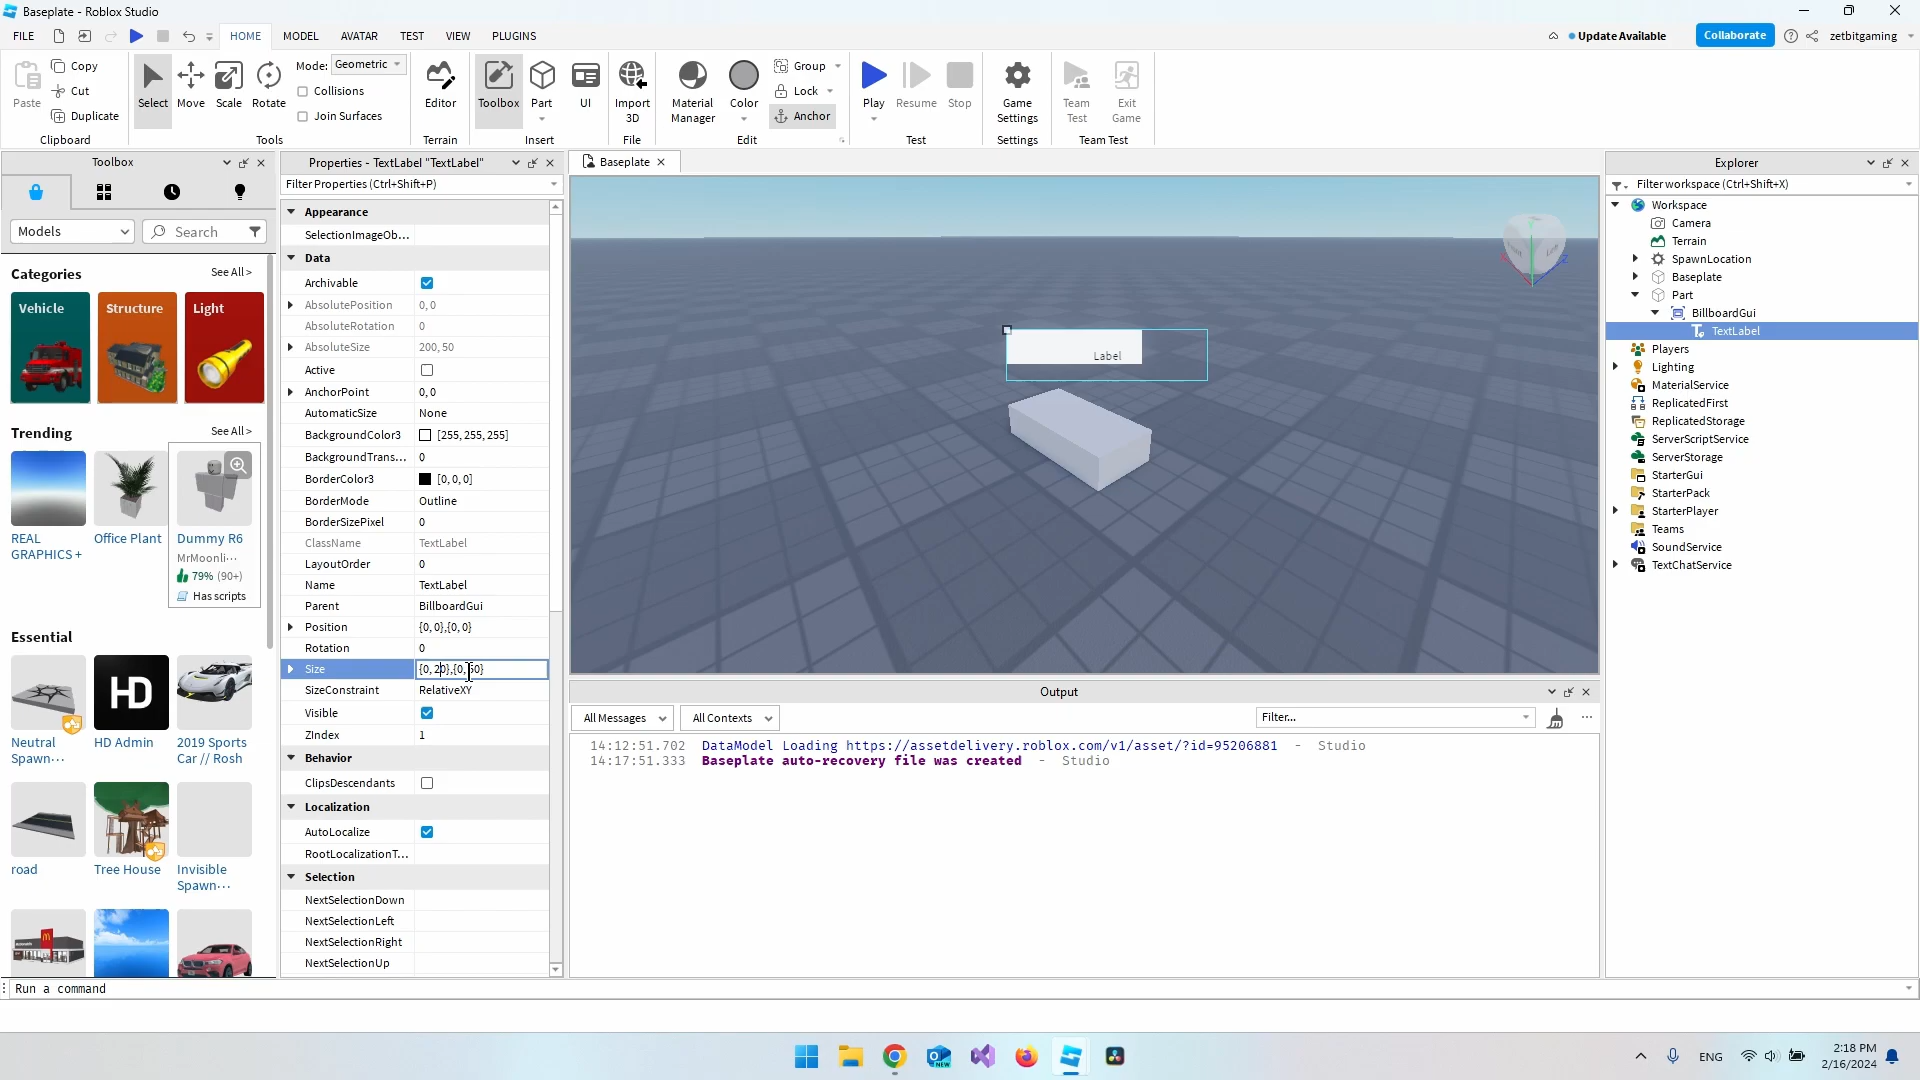 Baseplate - Roblox Studio
FILE HOME MODEL AVATAR TEST VIEW PLUGINS Update Available Collaborate zetbitgaming
Paste Copy Cut Duplicate Clipboard
Select Move Scale Rotate Mode: Geometric Collisions Join Surfaces Tools
Editor Terrain
Toolbox Part UI Insert
Import 3D File
Material Manager Color Group Lock Anchor Edit
Play Resume Stop Test
Game Settings Settings
Team Test Exit Game Team Test
Toolbox
Models Search
Categories See All >
Vehicle Structure Light
Trending See All >
REAL GRAPHICS +
Office Plant
Dummy R6
MrMoonli...
79% (90+)
Has scripts
Essential
Neutral Spawn...
HD
HD Admin
2019 Sports Car // Rosh
road
Tree House
Invisible Spawn...
Properties - TextLabel "TextLabel"
Filter Properties (Ctrl+Shift+P)
Appearance
SelectionImageOb...
Data
Archivable
AbsolutePosition 0, 0
AbsoluteRotation 0
AbsoluteSize 200, 50
Active
AnchorPoint 0, 0
AutomaticSize None
BackgroundColor3 [255, 255, 255]
BackgroundTrans... 0
BorderColor3 [0, 0, 0]
BorderMode Outline
BorderSizePixel 0
ClassName TextLabel
LayoutOrder 0
Name TextLabel
Parent BillboardGui
Position {0, 0},{0, 0}
Rotation 0
Size {0, 20},{0, 50}
SizeConstraint RelativeXY
Visible
ZIndex 1
Behavior
ClipsDescendants
Localization
AutoLocalize
RootLocalizationT...
Selection
NextSelectionDown
NextSelectionLeft
NextSelectionRight
NextSelectionUp
Baseplate
Label
Output
All Messages All Contexts Filter...
14:12:51.702 DataModel Loading https://assetdelivery.roblox.com/v1/asset/?id=95206881 - Studio
14:17:51.333 Baseplate auto-recovery file was created - Studio
Explorer
Filter workspace (Ctrl+Shift+X)
Workspace
Camera
Terrain
SpawnLocation
Baseplate
Part
BillboardGui
TextLabel
Players
Lighting
MaterialService
ReplicatedFirst
ReplicatedStorage
ServerScriptService
ServerStorage
StarterGui
StarterPack
StarterPlayer
Teams
SoundService
TextChatService
Run a command
ENG
2:18 PM
2/16/2024